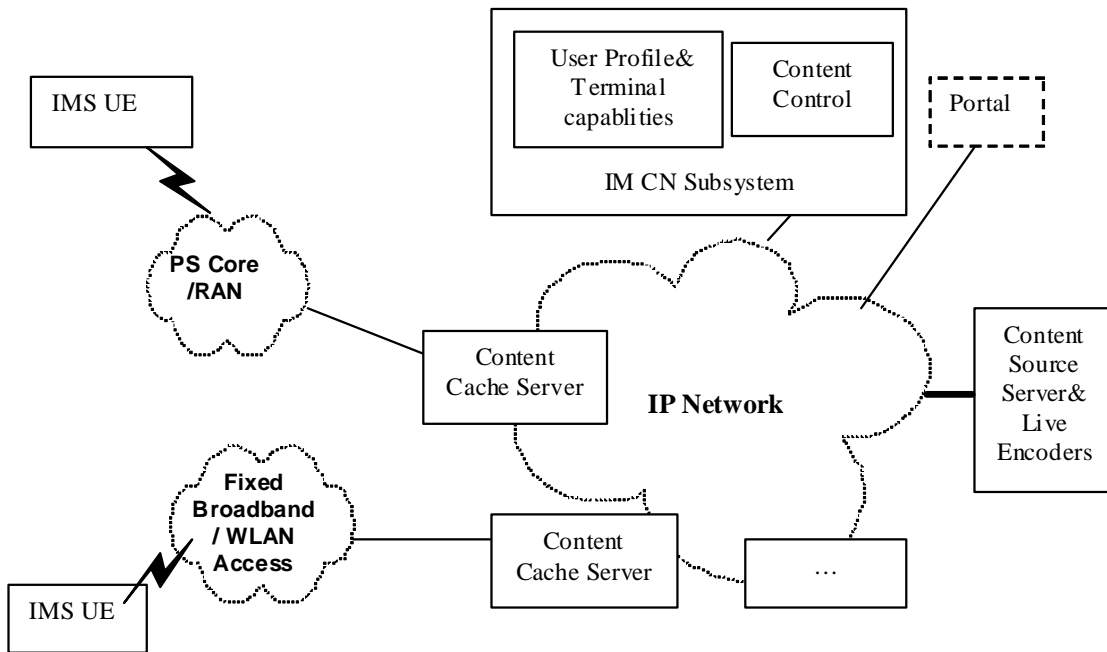 IMS UE
User Profile&
Terminal
capablities
Content
Control
IM CN Subsystem
Portal
PS Core
/RAN
Content
Cache Server
IP Network
Content
Source
Server&
Live
Encoders
Fixed
Broadband
/ WLAN
Access
Content
Cache Server
...
IMS UE